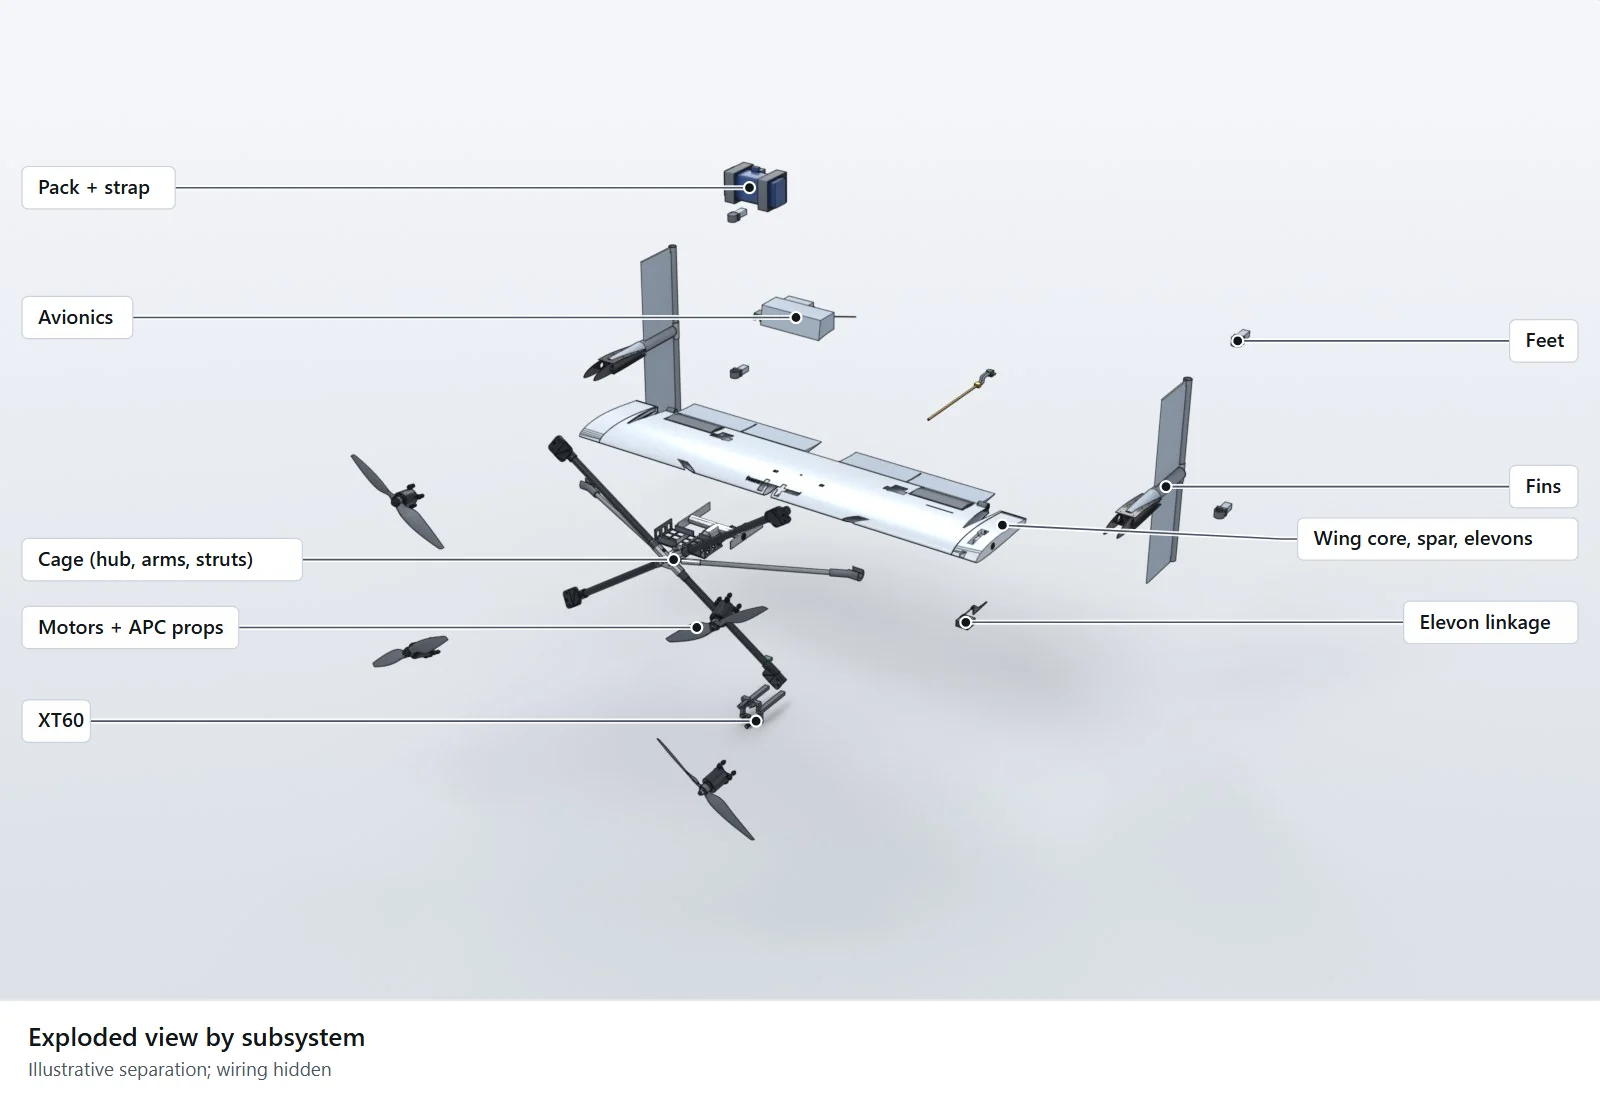 Pack + strap
Avionics
Feet
Fins
Wing core, spar, elevons
Cage (hub, arms, struts)
Motors + APC props
Elevon linkage
XT60
Exploded view by subsystem
Illustrative separation; wiring hidden